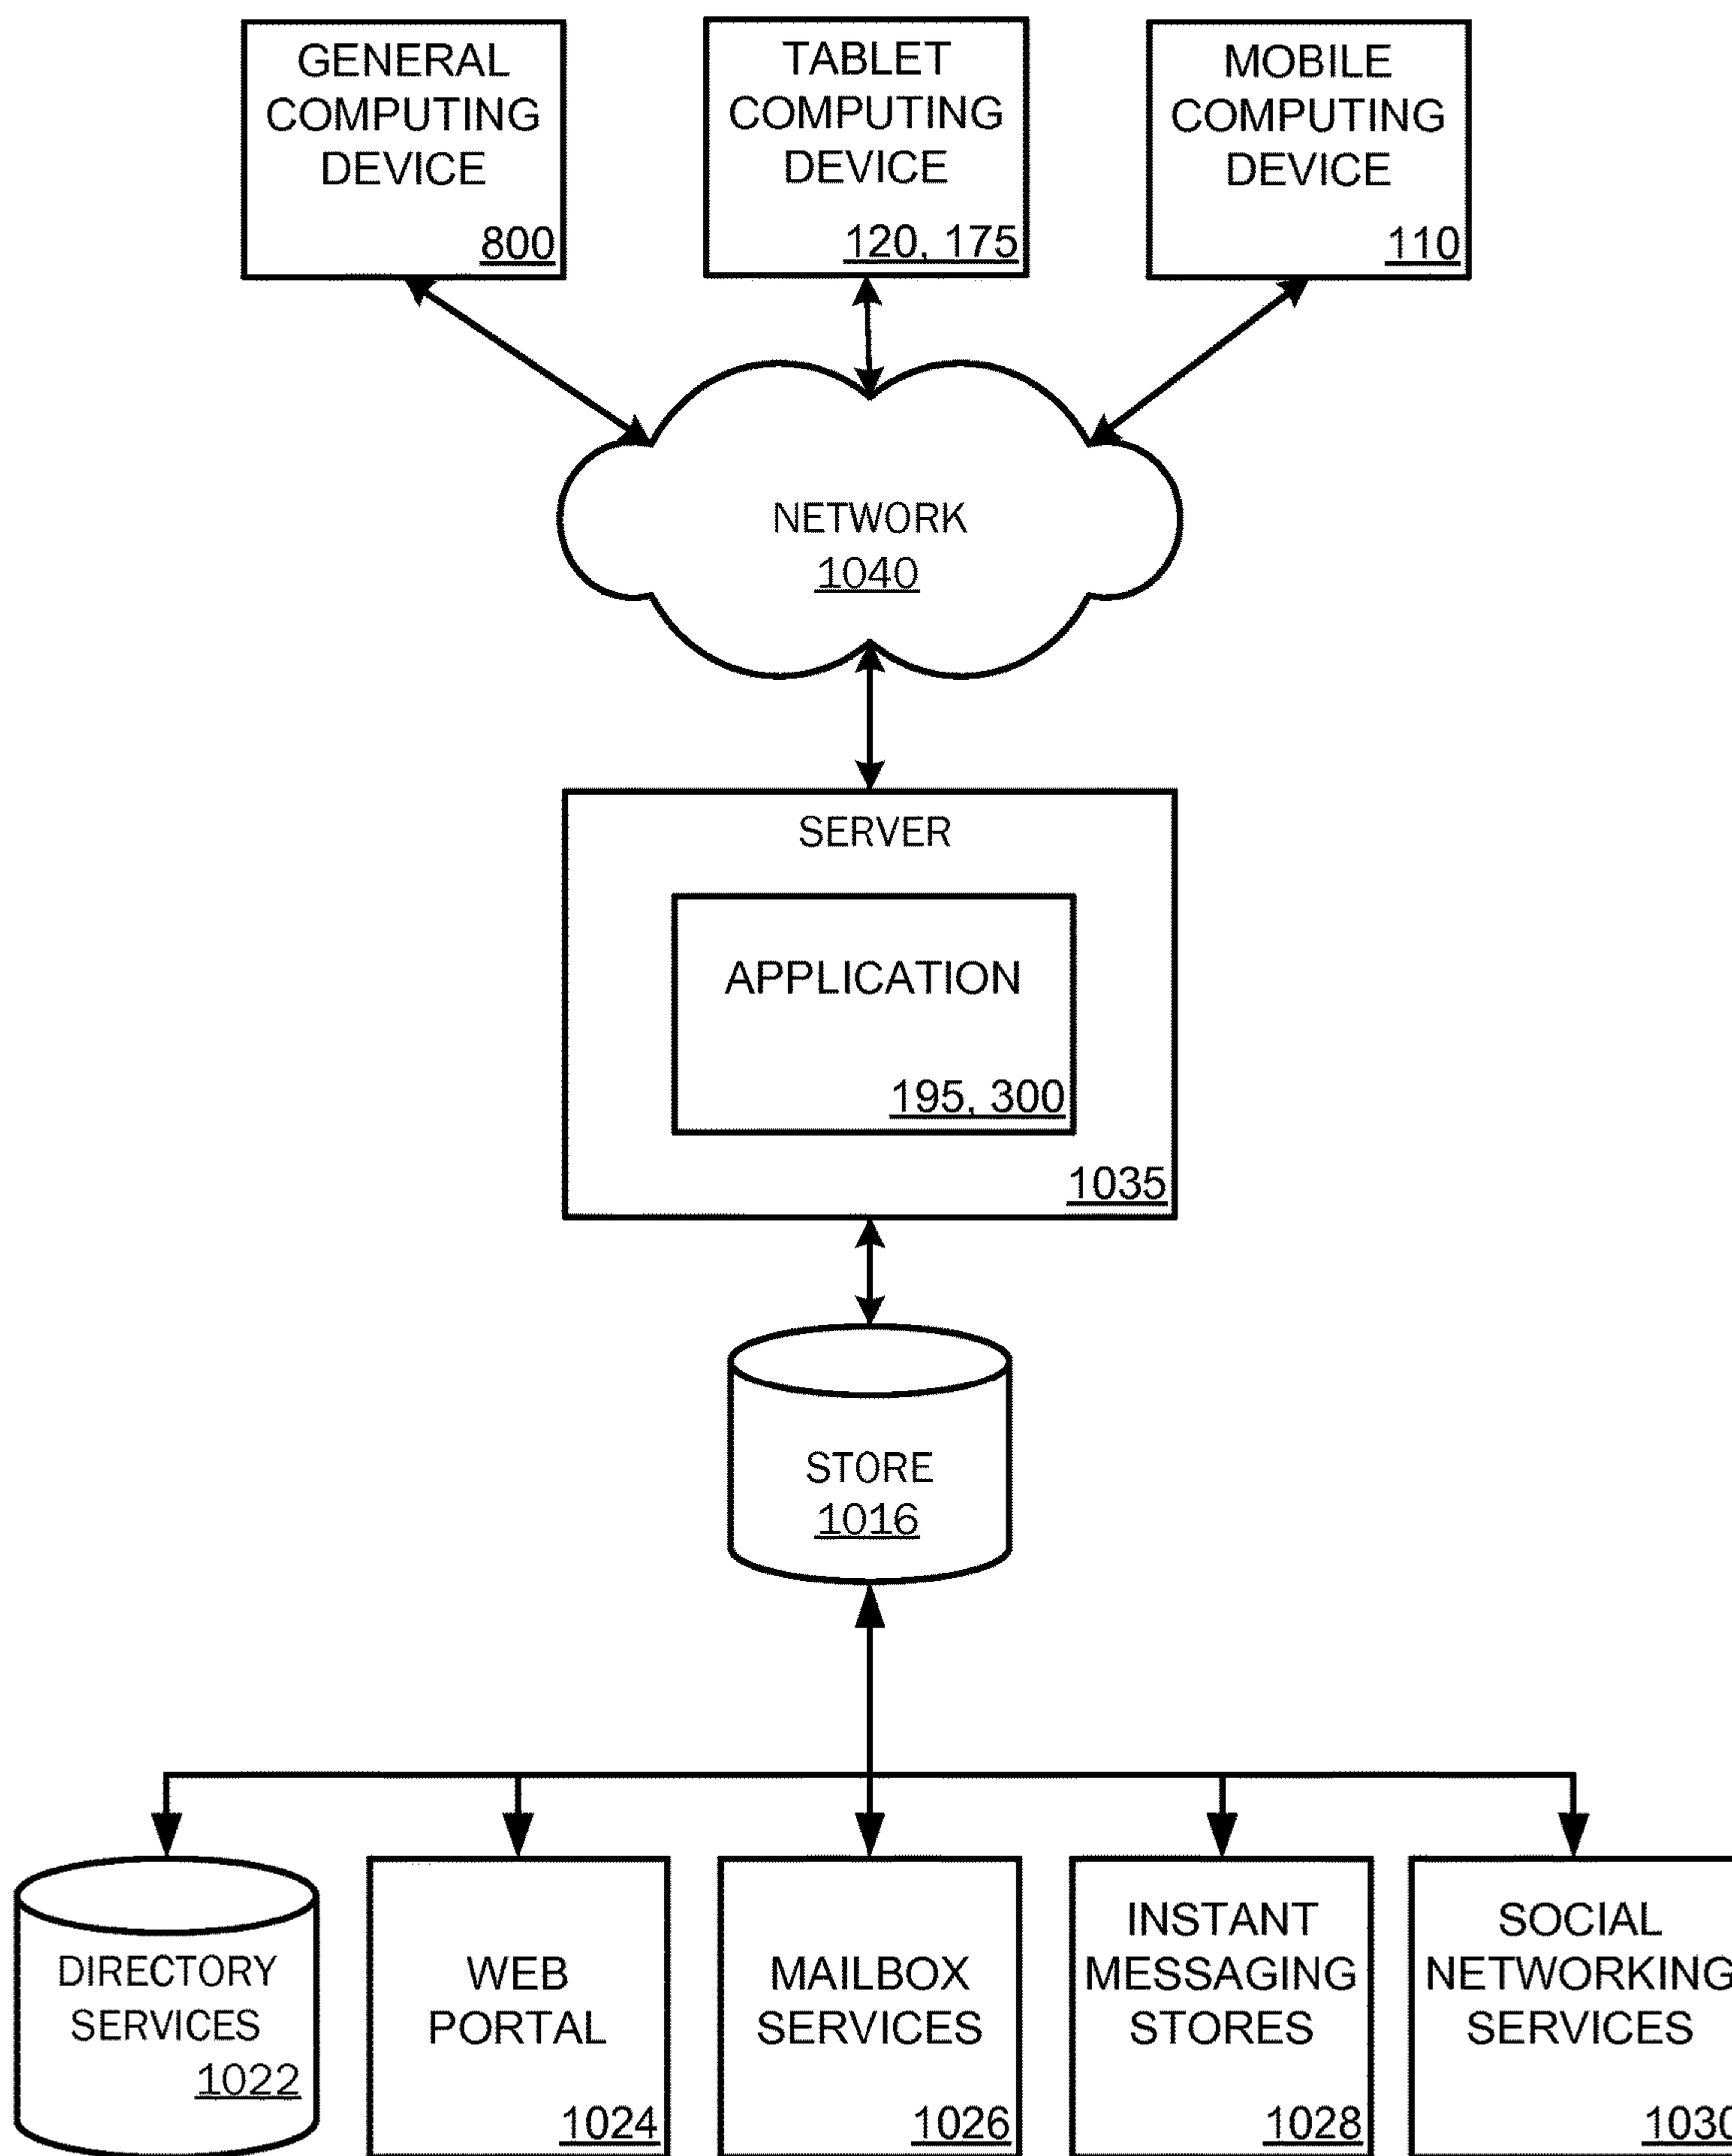 GENERAL
COMPUTING
DEVICE
800
TABLET
COMPUTING
DEVICE
120, 175
MOBILE
COMPUTING
DEVICE
110
NETWORK
1040
SERVER
APPLICATION
195, 300
1035
STORE
1016
DIRECTORY
SERVICES
1022
WEB
PORTAL
1024
MAILBOX
SERVICES
1026
INSTANT
MESSAGING
STORES
1028
SOCIAL
NETWORKING
SERVICES
1030